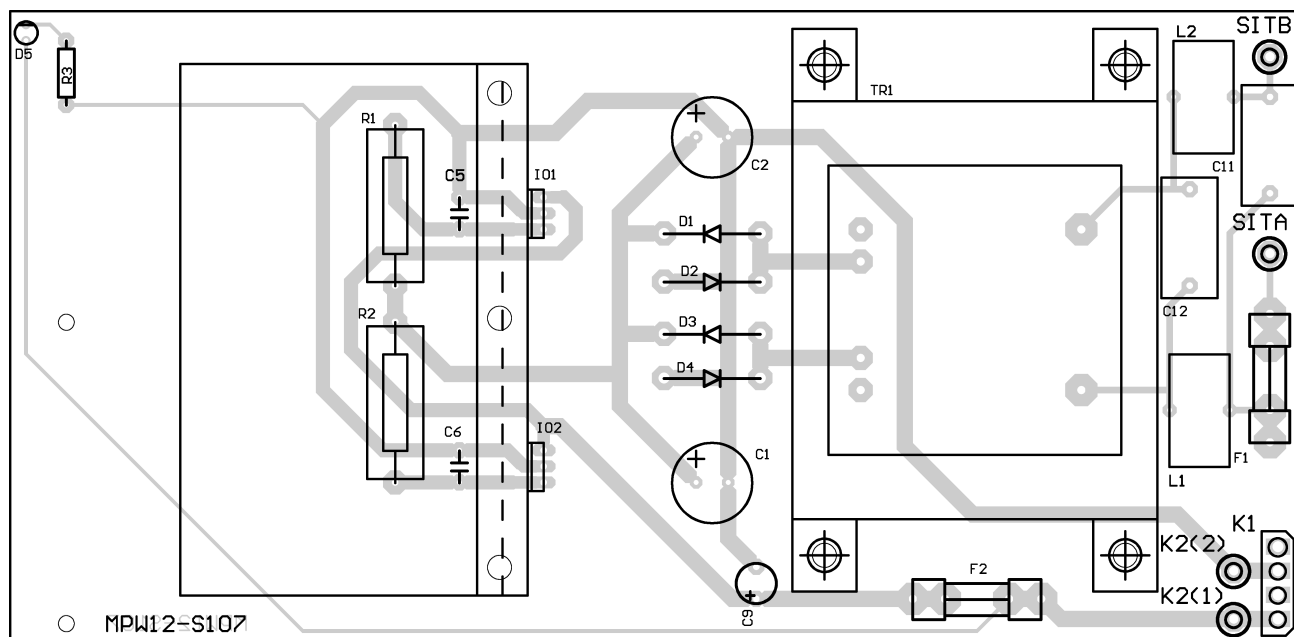 SITB
L2
D5
R3
TR1
R1
C2
C11
C5
IO1
D1
SITA
D2
R2
D3
C12
D4
C6
IO2
C1
F1
L1
K1
K2(2)
F2
K2(1)
C9
MPW12-S107